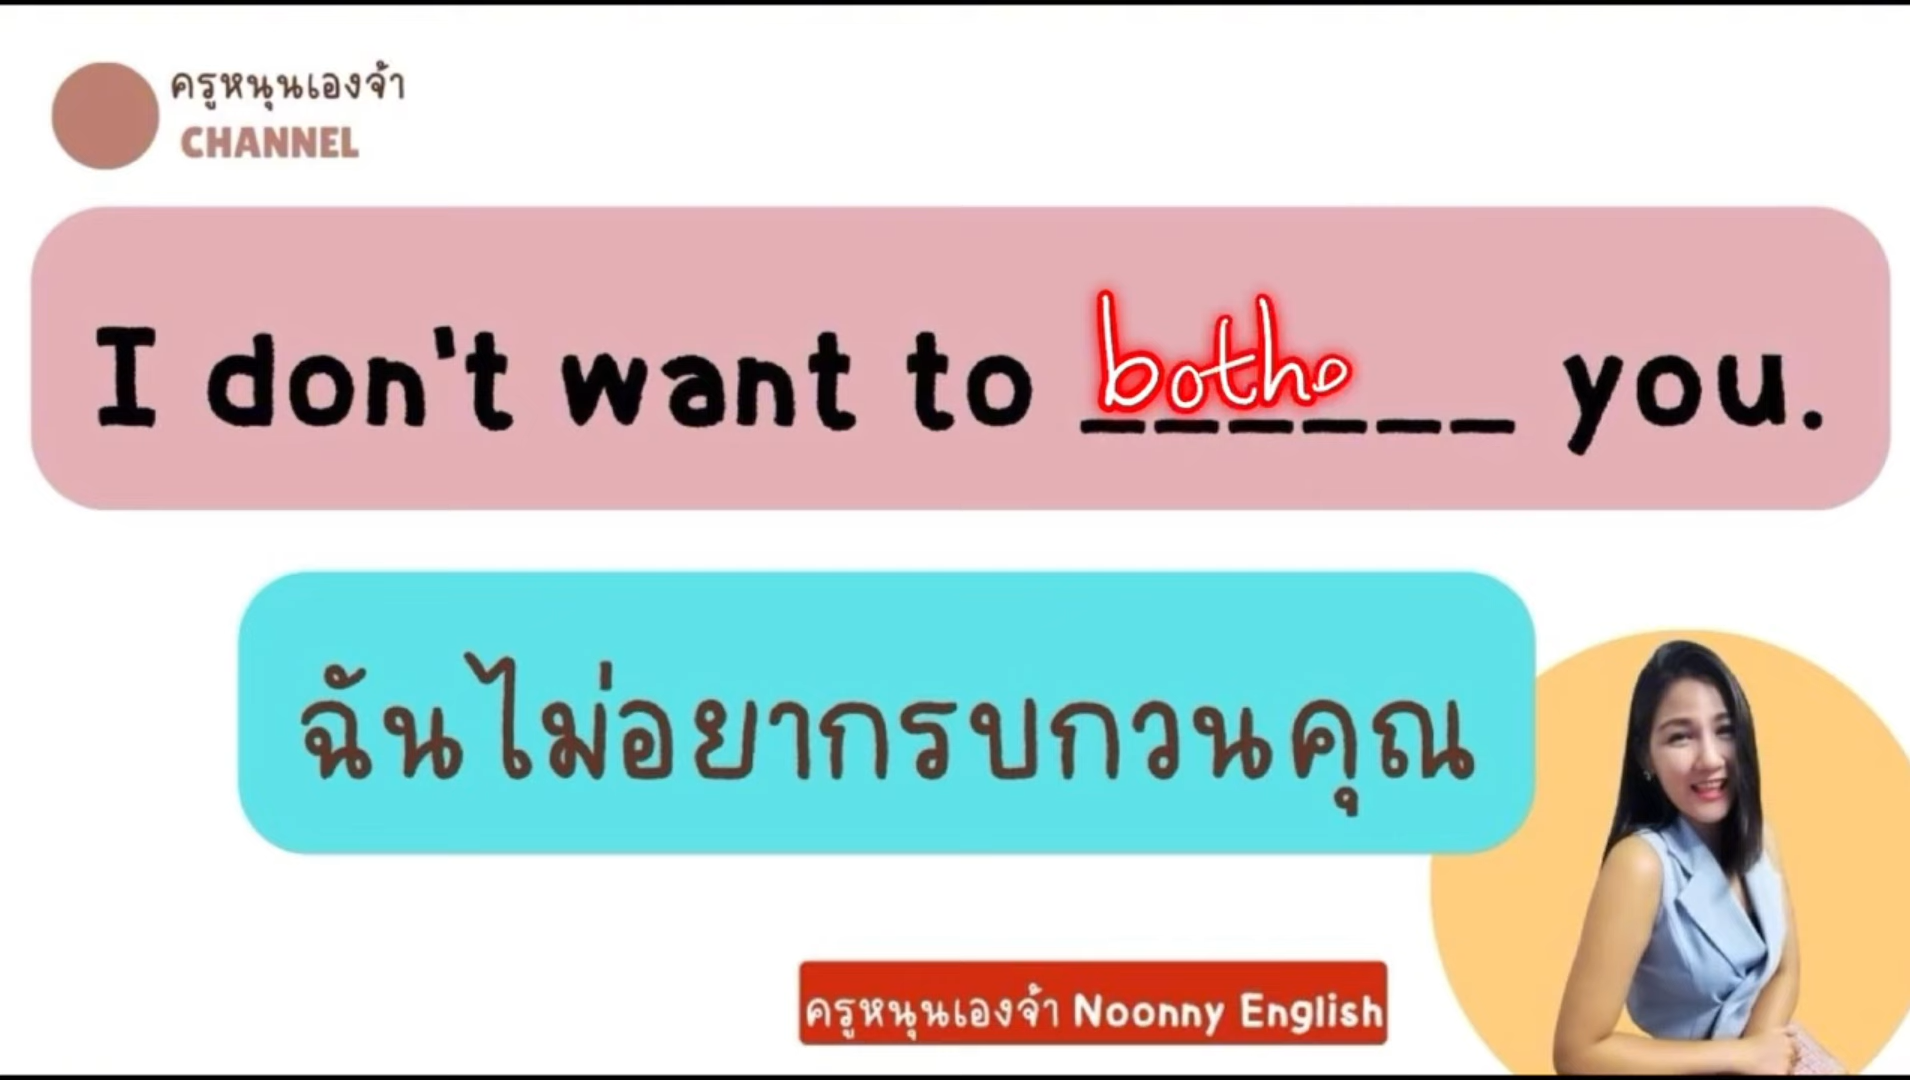 ครูหนุนเองจ้า
CHANNEL
I don't want to bothe______ you.
ฉันไม่อยากรบกวนคุณ
ครูหนุนเองจ้า Noonny English